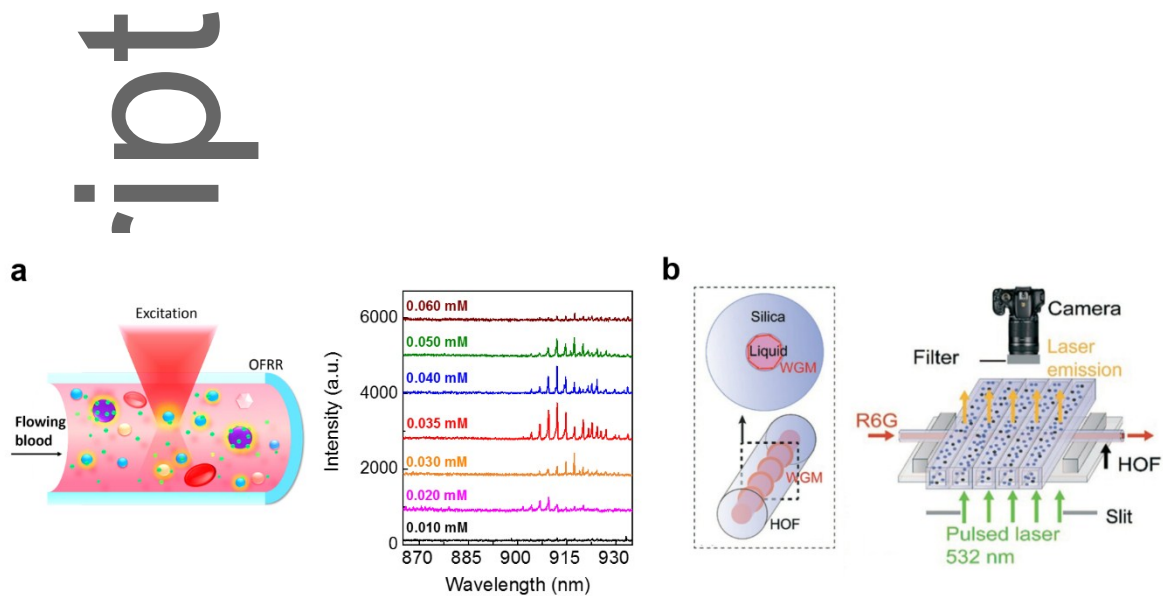 ipt
a
Excitation
OFRR
Flowing
blood
Intensity (a.u.)
6000
4000
2000
0
0.060 mM
0.050 mM
0.040 mM
0.035 mM
0.030 mM
0.020 mM
0.010 mM
870 885 900 915 930
Wavelength (nm)
b
Silica
Liquid
WGM
WGM
HOF
Camera
Filter
Laser
emission
R6G
HOF
Slit
Pulsed laser
532 nm